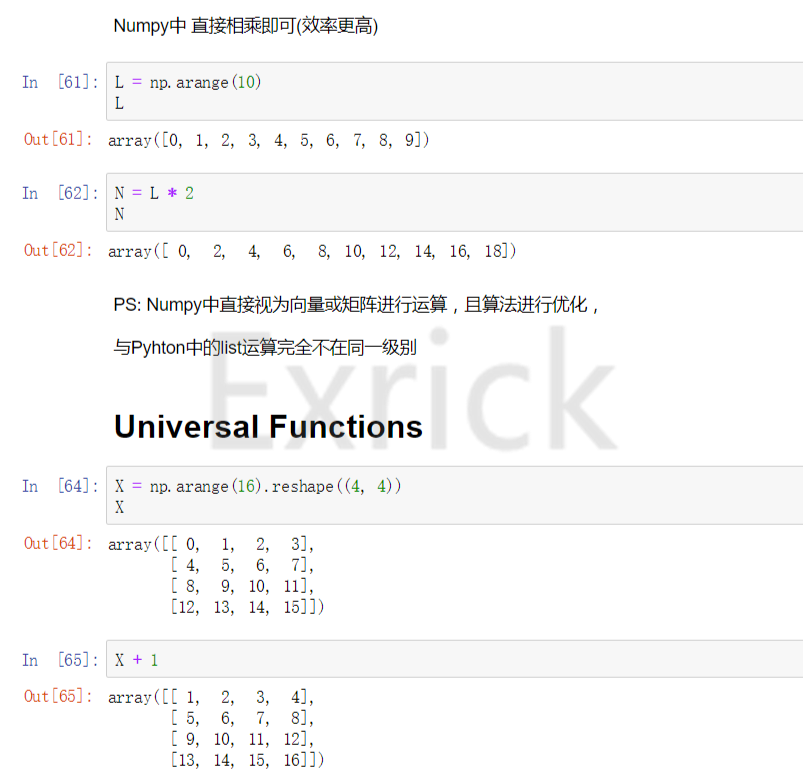 Numpy中 直接相乘即可(效率更高)
In [61]: L = np.arange(10)
L
Out[61]: array([0, 1, 2, 3, 4, 5, 6, 7, 8, 9])
In [62]: N = L * 2
N
Out[62]: array([ 0, 2, 4, 6, 8, 10, 12, 14, 16, 18])
PS: Numpy中直接视为向量或矩阵进行运算，且算法进行优化，
与Pyhton中的list运算完全不在同一级别
Exrick
Universal Functions
In [64]: X = np.arange(16).reshape((4, 4))
X
Out[64]: array([[ 0, 1, 2, 3],
[ 4, 5, 6, 7],
[ 8, 9, 10, 11],
[12, 13, 14, 15]])
In [65]: X + 1
Out[65]: array([[ 1, 2, 3, 4],
[ 5, 6, 7, 8],
[ 9, 10, 11, 12],
[13, 14, 15, 16]])